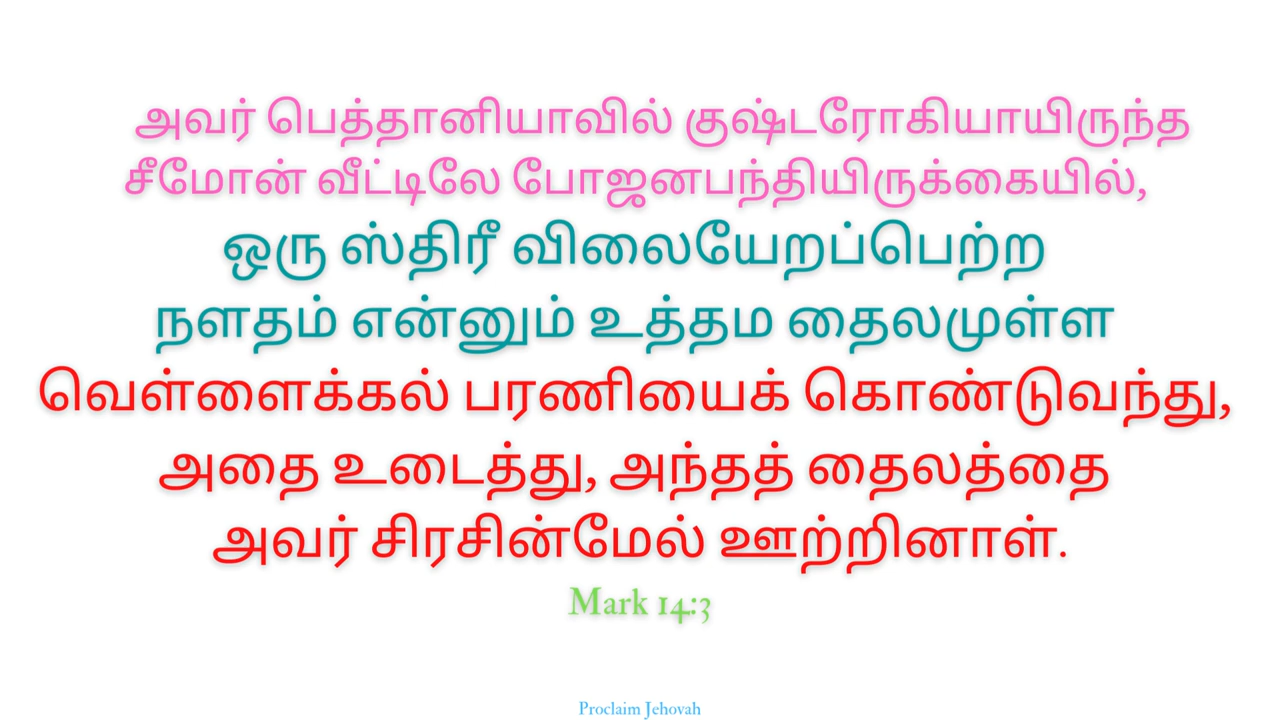 அவர் பெத்தானியாவில் குஷ்டரோகியாயிருந்த
சீமோன் வீட்டிலே போஜனபந்தியிருக்கையில்,
ஒரு ஸ்திரீ விலையேறப்பெற்ற
நளதம் என்னும் உத்தம தைலமுள்ள
வெள்ளைக்கல் பரணியைக் கொண்டுவந்து,
அதை உடைத்து, அந்தத் தைலத்தை
அவர் சிரசின்மேல் ஊற்றினாள்.
Mark 14:3
Proclaim Jehovah